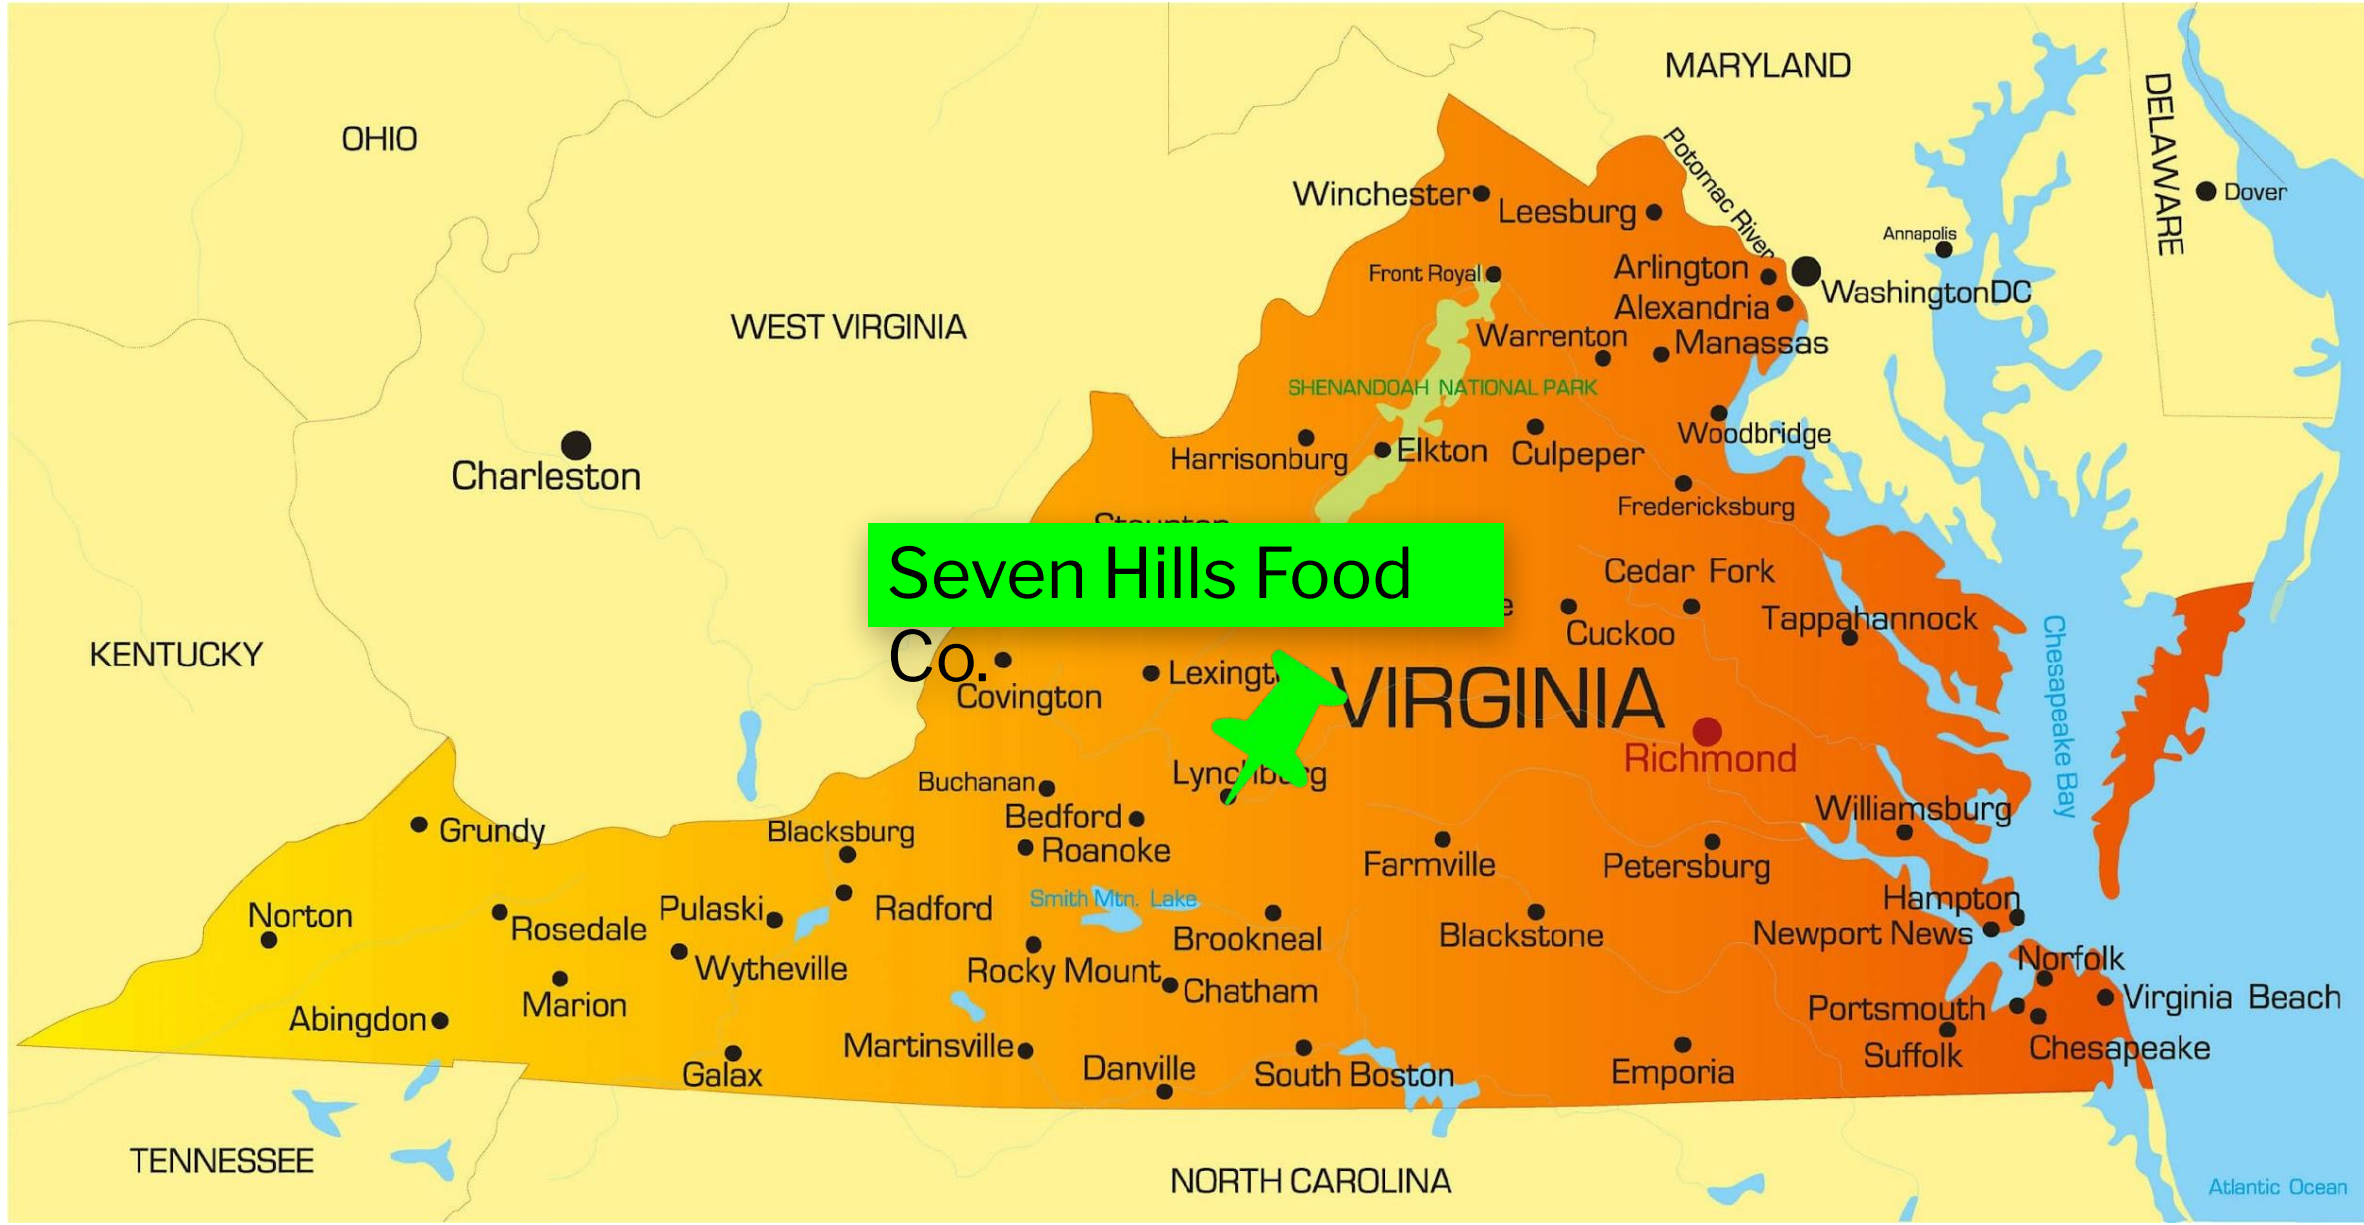 MARYLAND
DELAWARE
OHIO
Potomac River
Winchester
Leesburg
Dover
Annapolis
Front Royal
Arlington
WashingtonDC
Alexandria
WEST VIRGINIA
Warrenton
Manassas
SHENANDOAH NATIONAL PARK
Woodbridge
Harrisonburg
Elkton
Culpeper
Charleston
Fredericksburg
Staunton
Seven Hills Food
Co.
Cedar Fork
Cuckoo
Tappahannock
KENTUCKY
Chesapeake Bay
Covington
Lexington
VIRGINIA
Richmond
Lynchburg
Buchanan
Bedford
Williamsburg
Grundy
Blacksburg
Roanoke
Farmville
Petersburg
Smith Mtn. Lake
Hampton
Norton
Pulaski
Radford
Rosedale
Brookneal
Blackstone
Newport News
Norfolk
Wytheville
Rocky Mount
Chatham
Virginia Beach
Marion
Portsmouth
Abingdon
Martinsville
Suffolk
Chesapeake
Galax
Danville
South Boston
Emporia
TENNESSEE
NORTH CAROLINA
Atlantic Ocean